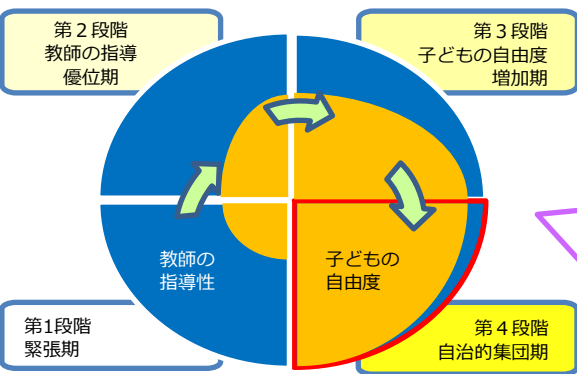 第２段階
教師の指導
優位期
第３段階
子どもの自由度
増加期
教師の
指導性
子どもの
自由度
第1段階
緊張期
第４段階
自治的集団期